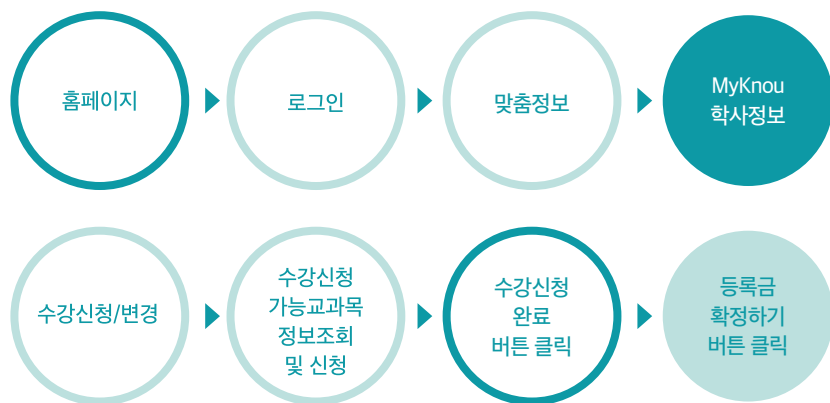 홈페이지
로그인
맞춤정보
MyKnou
학사정보
수강신청/변경
수강신청
가능교과목
정보조회
및 신청
수강신청
완료
버튼 클릭
등록금
확정하기
버튼 클릭